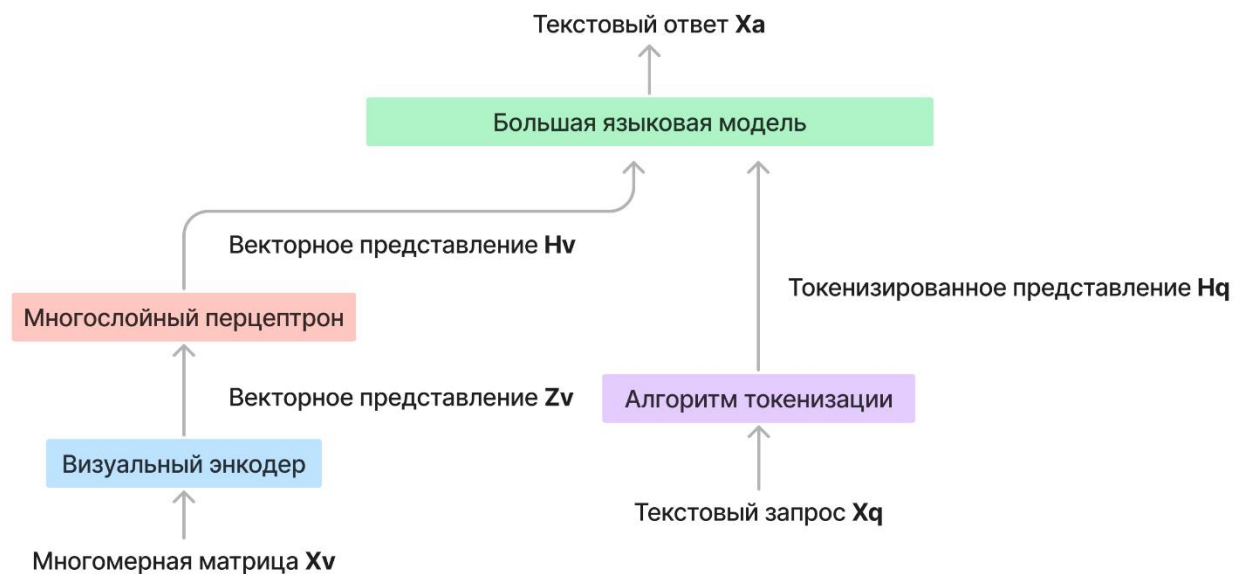 Текстовый ответ Xa
Большая языковая модель
Векторное представление Hv
Токенизированное представление Hq
Многослойный перцептрон
Векторное представление Zv
Алгоритм токенизации
Визуальный энкодер
Текстовый запрос Xq
Многомерная матрица Xv